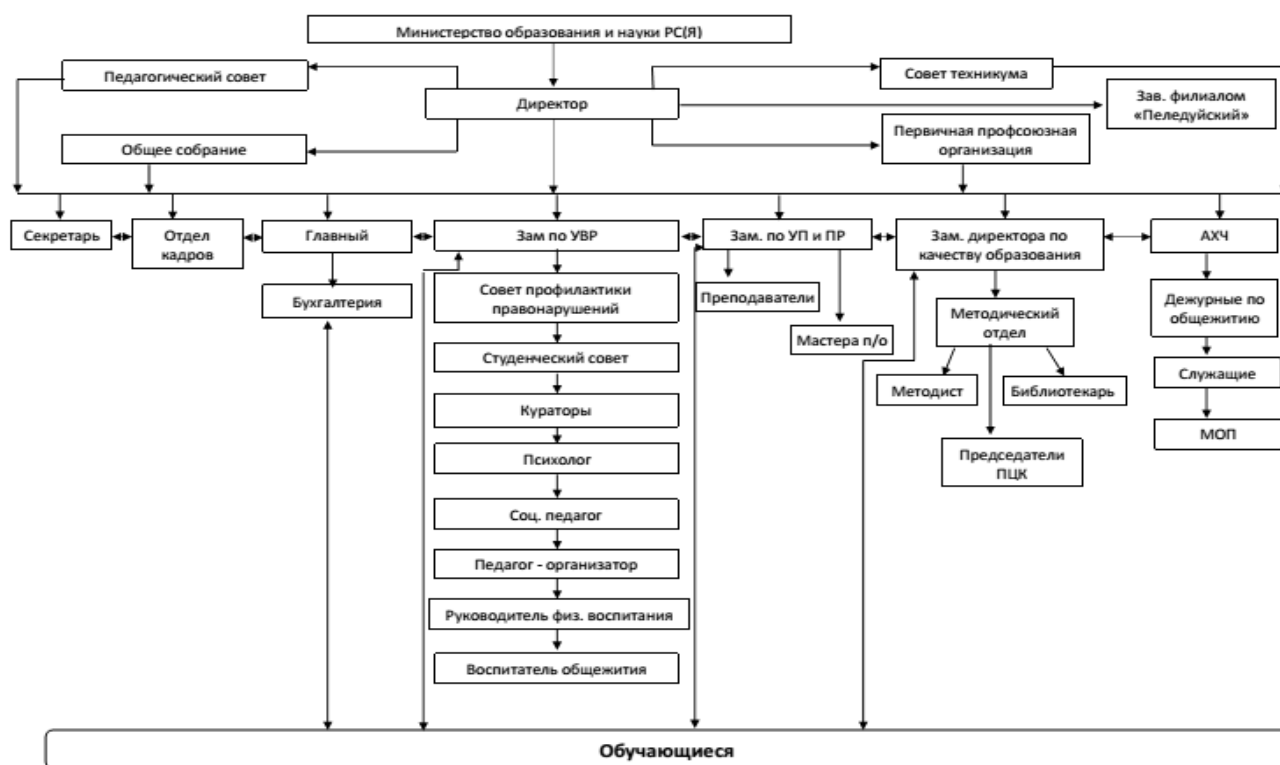 Министерство образования и науки РС(Я)
Педагогический совет
Совет техникума
Директор
Зав. филиалом
«Пеледуйский»
Общее собрание
Первичная профсоюзная
организация
Секретарь
Отдел
кадров
Главный
Зам по УВР
Зам. по УП и ПР
Зам. директора по
качеству образования
АХЧ
Бухгалтерия
Совет профилактики
правонарушений
Преподаватели
Мастера п/о
Методический
отдел
Дежурные по
общежитию
Студенческий совет
Методист
Библиотекарь
Служащие
Кураторы
МОП
Психолог
Председатели
ПЦК
Соц. педагог
Педагог - организатор
Руководитель физ. воспитания
Воспитатель общежития
Обучающиеся